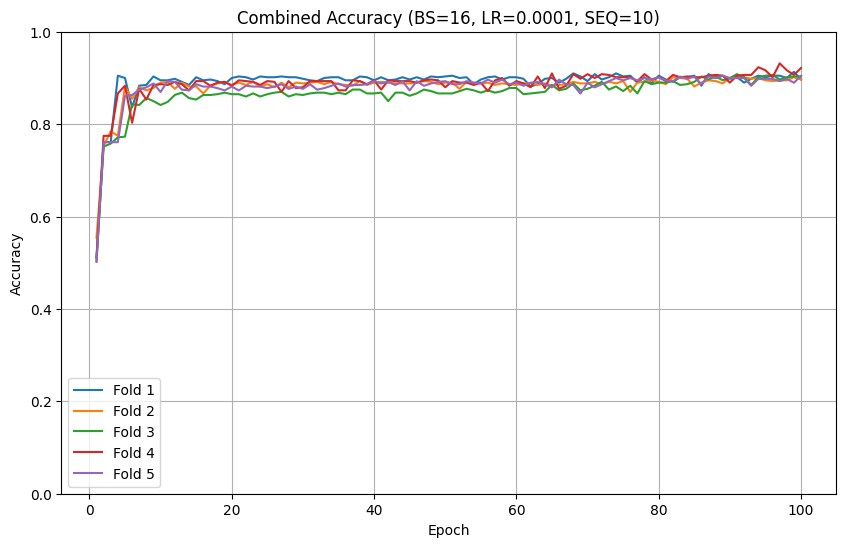 Combined Accuracy (BS=16, LR=0.0001, SEQ=10)
1.0
0.8
0.6
0.4
0.2
0.0
Accuracy
Fold 1
Fold 2
Fold 3
Fold 4
Fold 5
0 20 40 60 80 100
Epoch